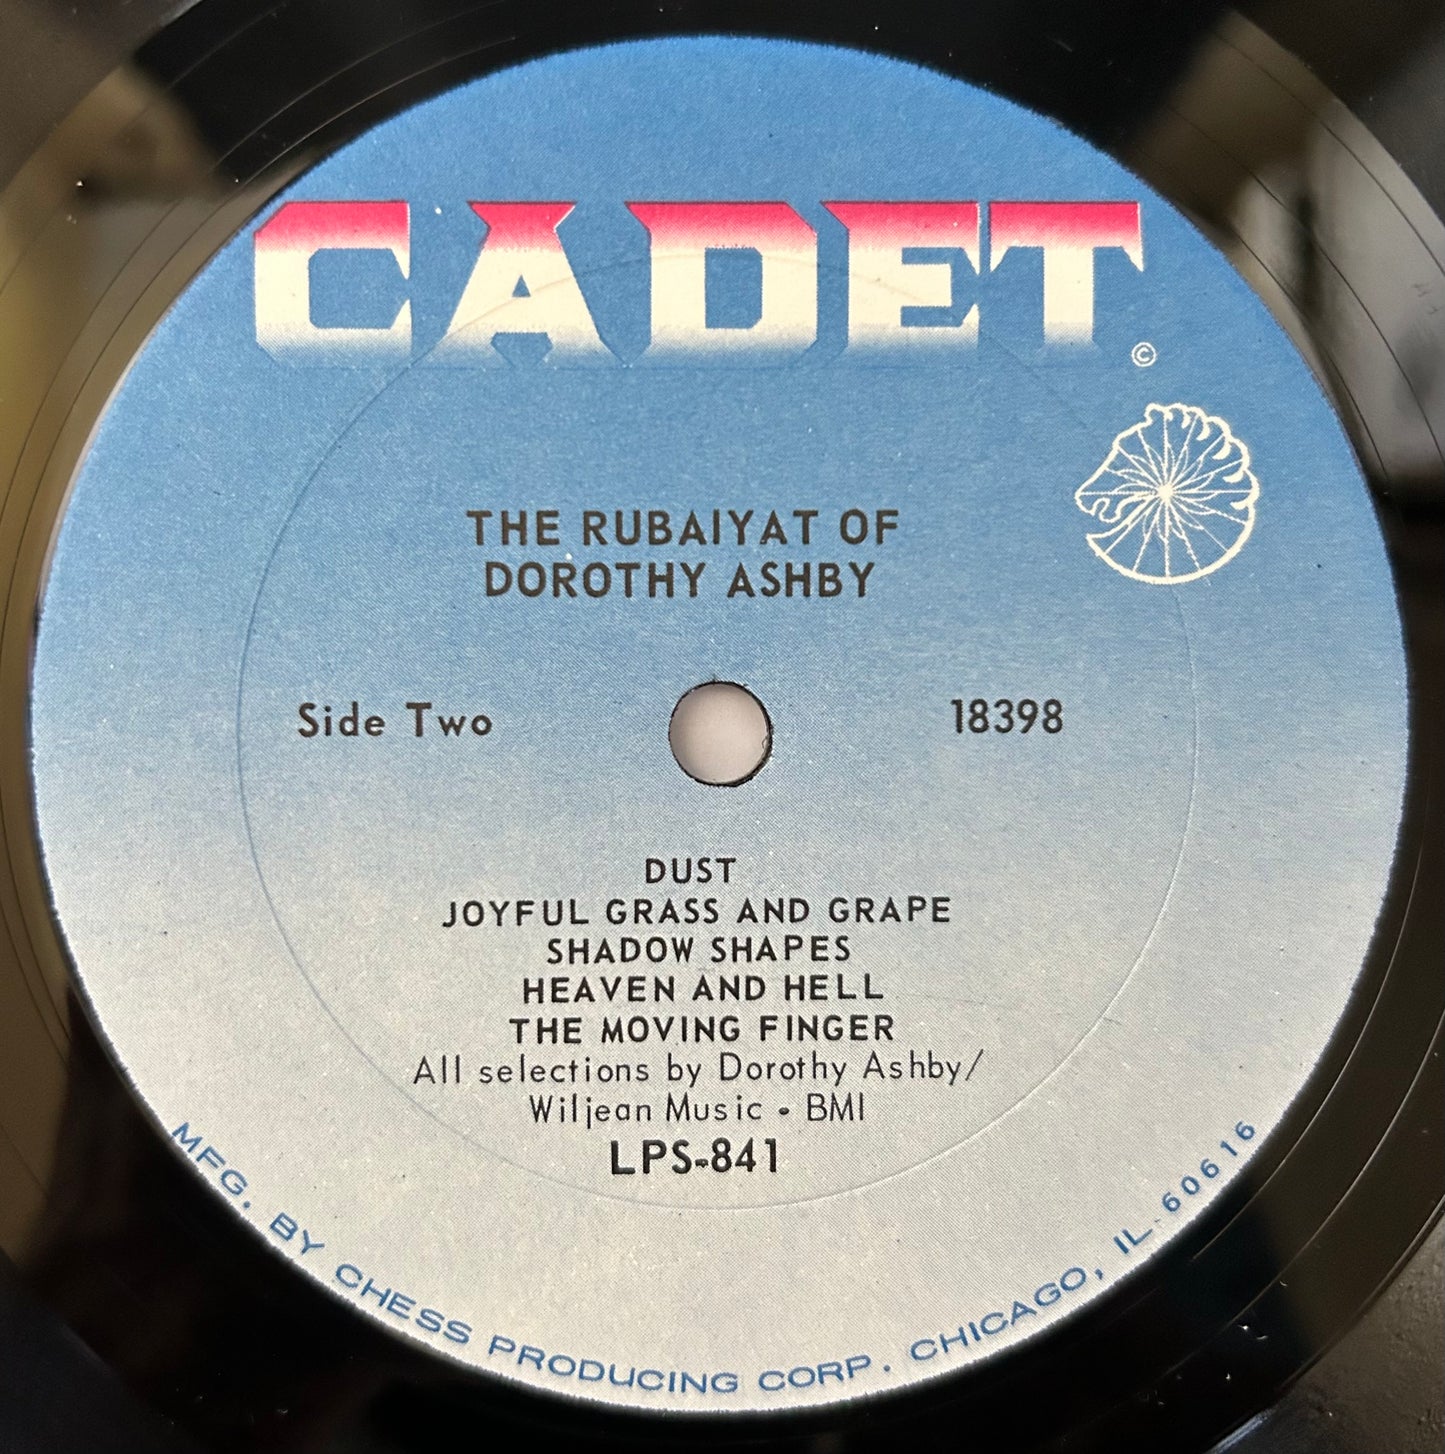 CADET
©
THE RUBAIYAT OF
DOROTHY ASHBY
Side Two
18398
DUST
JOYFUL GRASS AND GRAPE
SHADOW SHAPES
HEAVEN AND HELL
THE MOVING FINGER
All selections by Dorothy Ashby/
Wiljean Music • BMI
LPS-841
MFG. BY CHESS PRODUCING CORP. CHICAGO, IL 60616